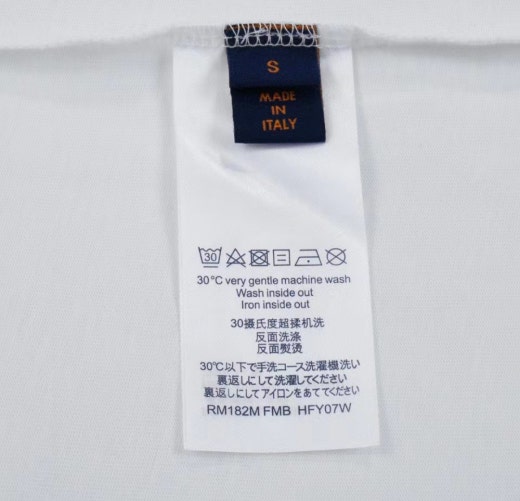 S
MADE
IN
ITALY
30
30°C very gentle machine wash
Wash inside out
Iron inside out
30摄氏度超揉机洗
反面洗涤
反面熨烫
30℃以下で手洗コース洗濯機洗い
裏返しにして洗濯してください
裏返しにしてアイロンをあててください
RM182M FMB HFY07W